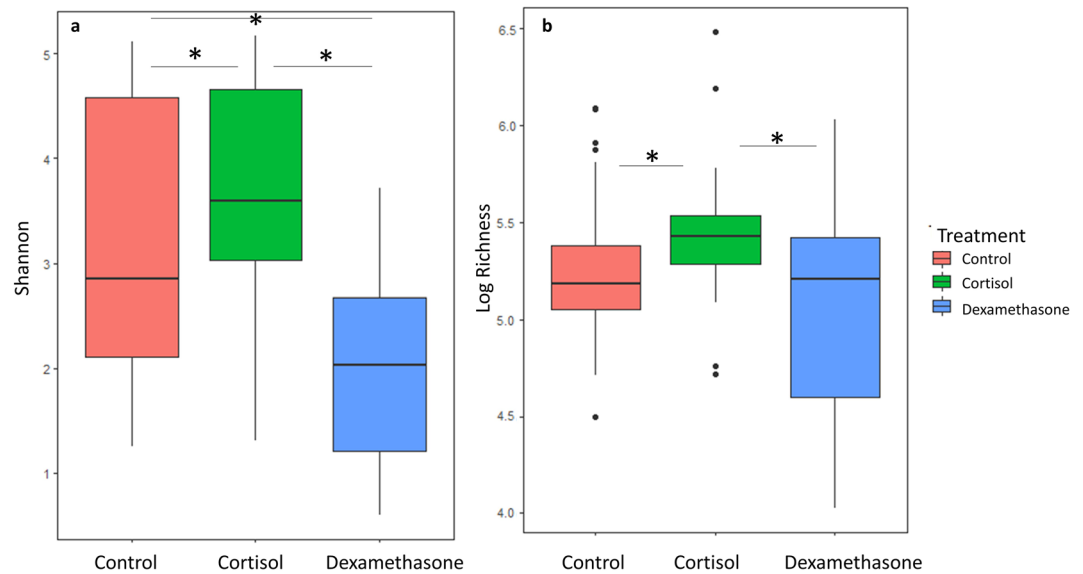 a
*
*
*
5
4
3
2
1
Shannon
Control
Cortisol
Dexamethasone
b
*
*
6.5
6.0
5.5
5.0
4.5
4.0
Log Richness
Control
Cortisol
Dexamethasone
Treatment
Control
Cortisol
Dexamethasone